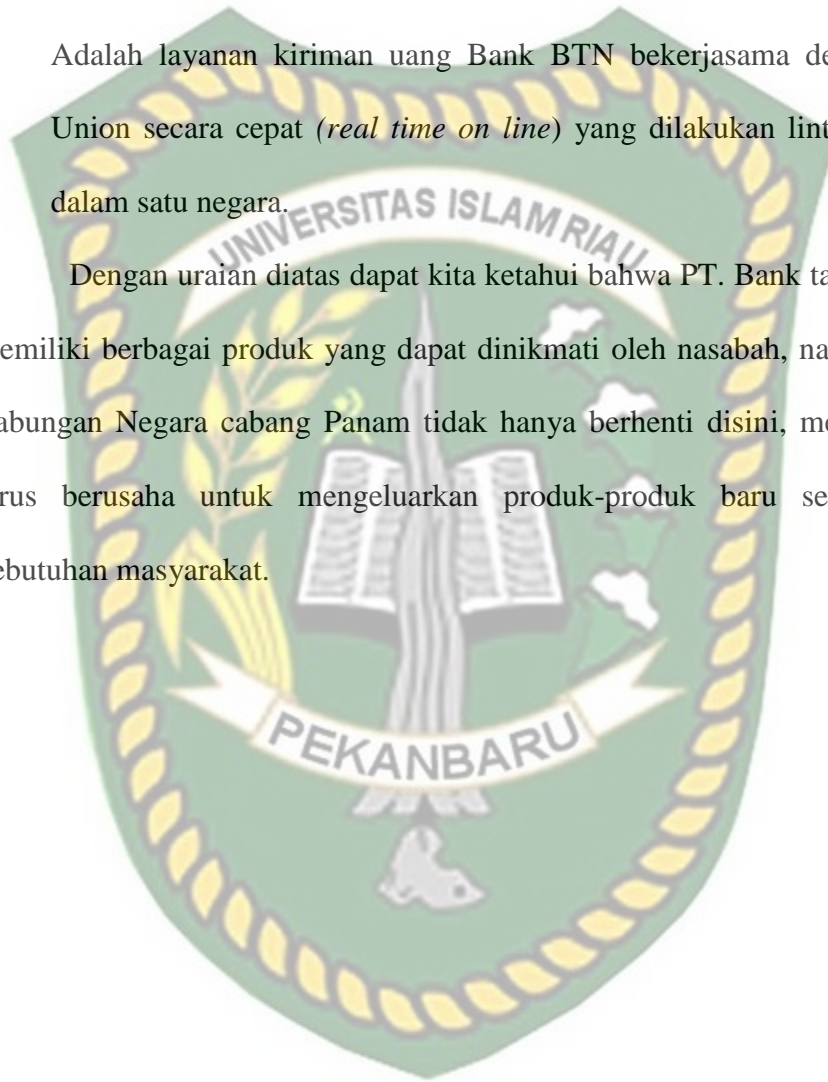 Adalah layanan kiriman uang Bank BTN bekerjasama de
Union secara cepat (real time on line) yang dilakukan lint
dalam satu negara.
UNIVERSITAS ISLAM RIAU
Dengan uraian diatas dapat kita ketahui bahwa PT. Bank ta
emiliki berbagai produk yang dapat dinikmati oleh nasabah, na
abungan Negara cabang Panam tidak hanya berhenti disini, me
rus berusaha untuk mengeluarkan produk-produk baru se
ebutuhan masyarakat.
PEKANBARU